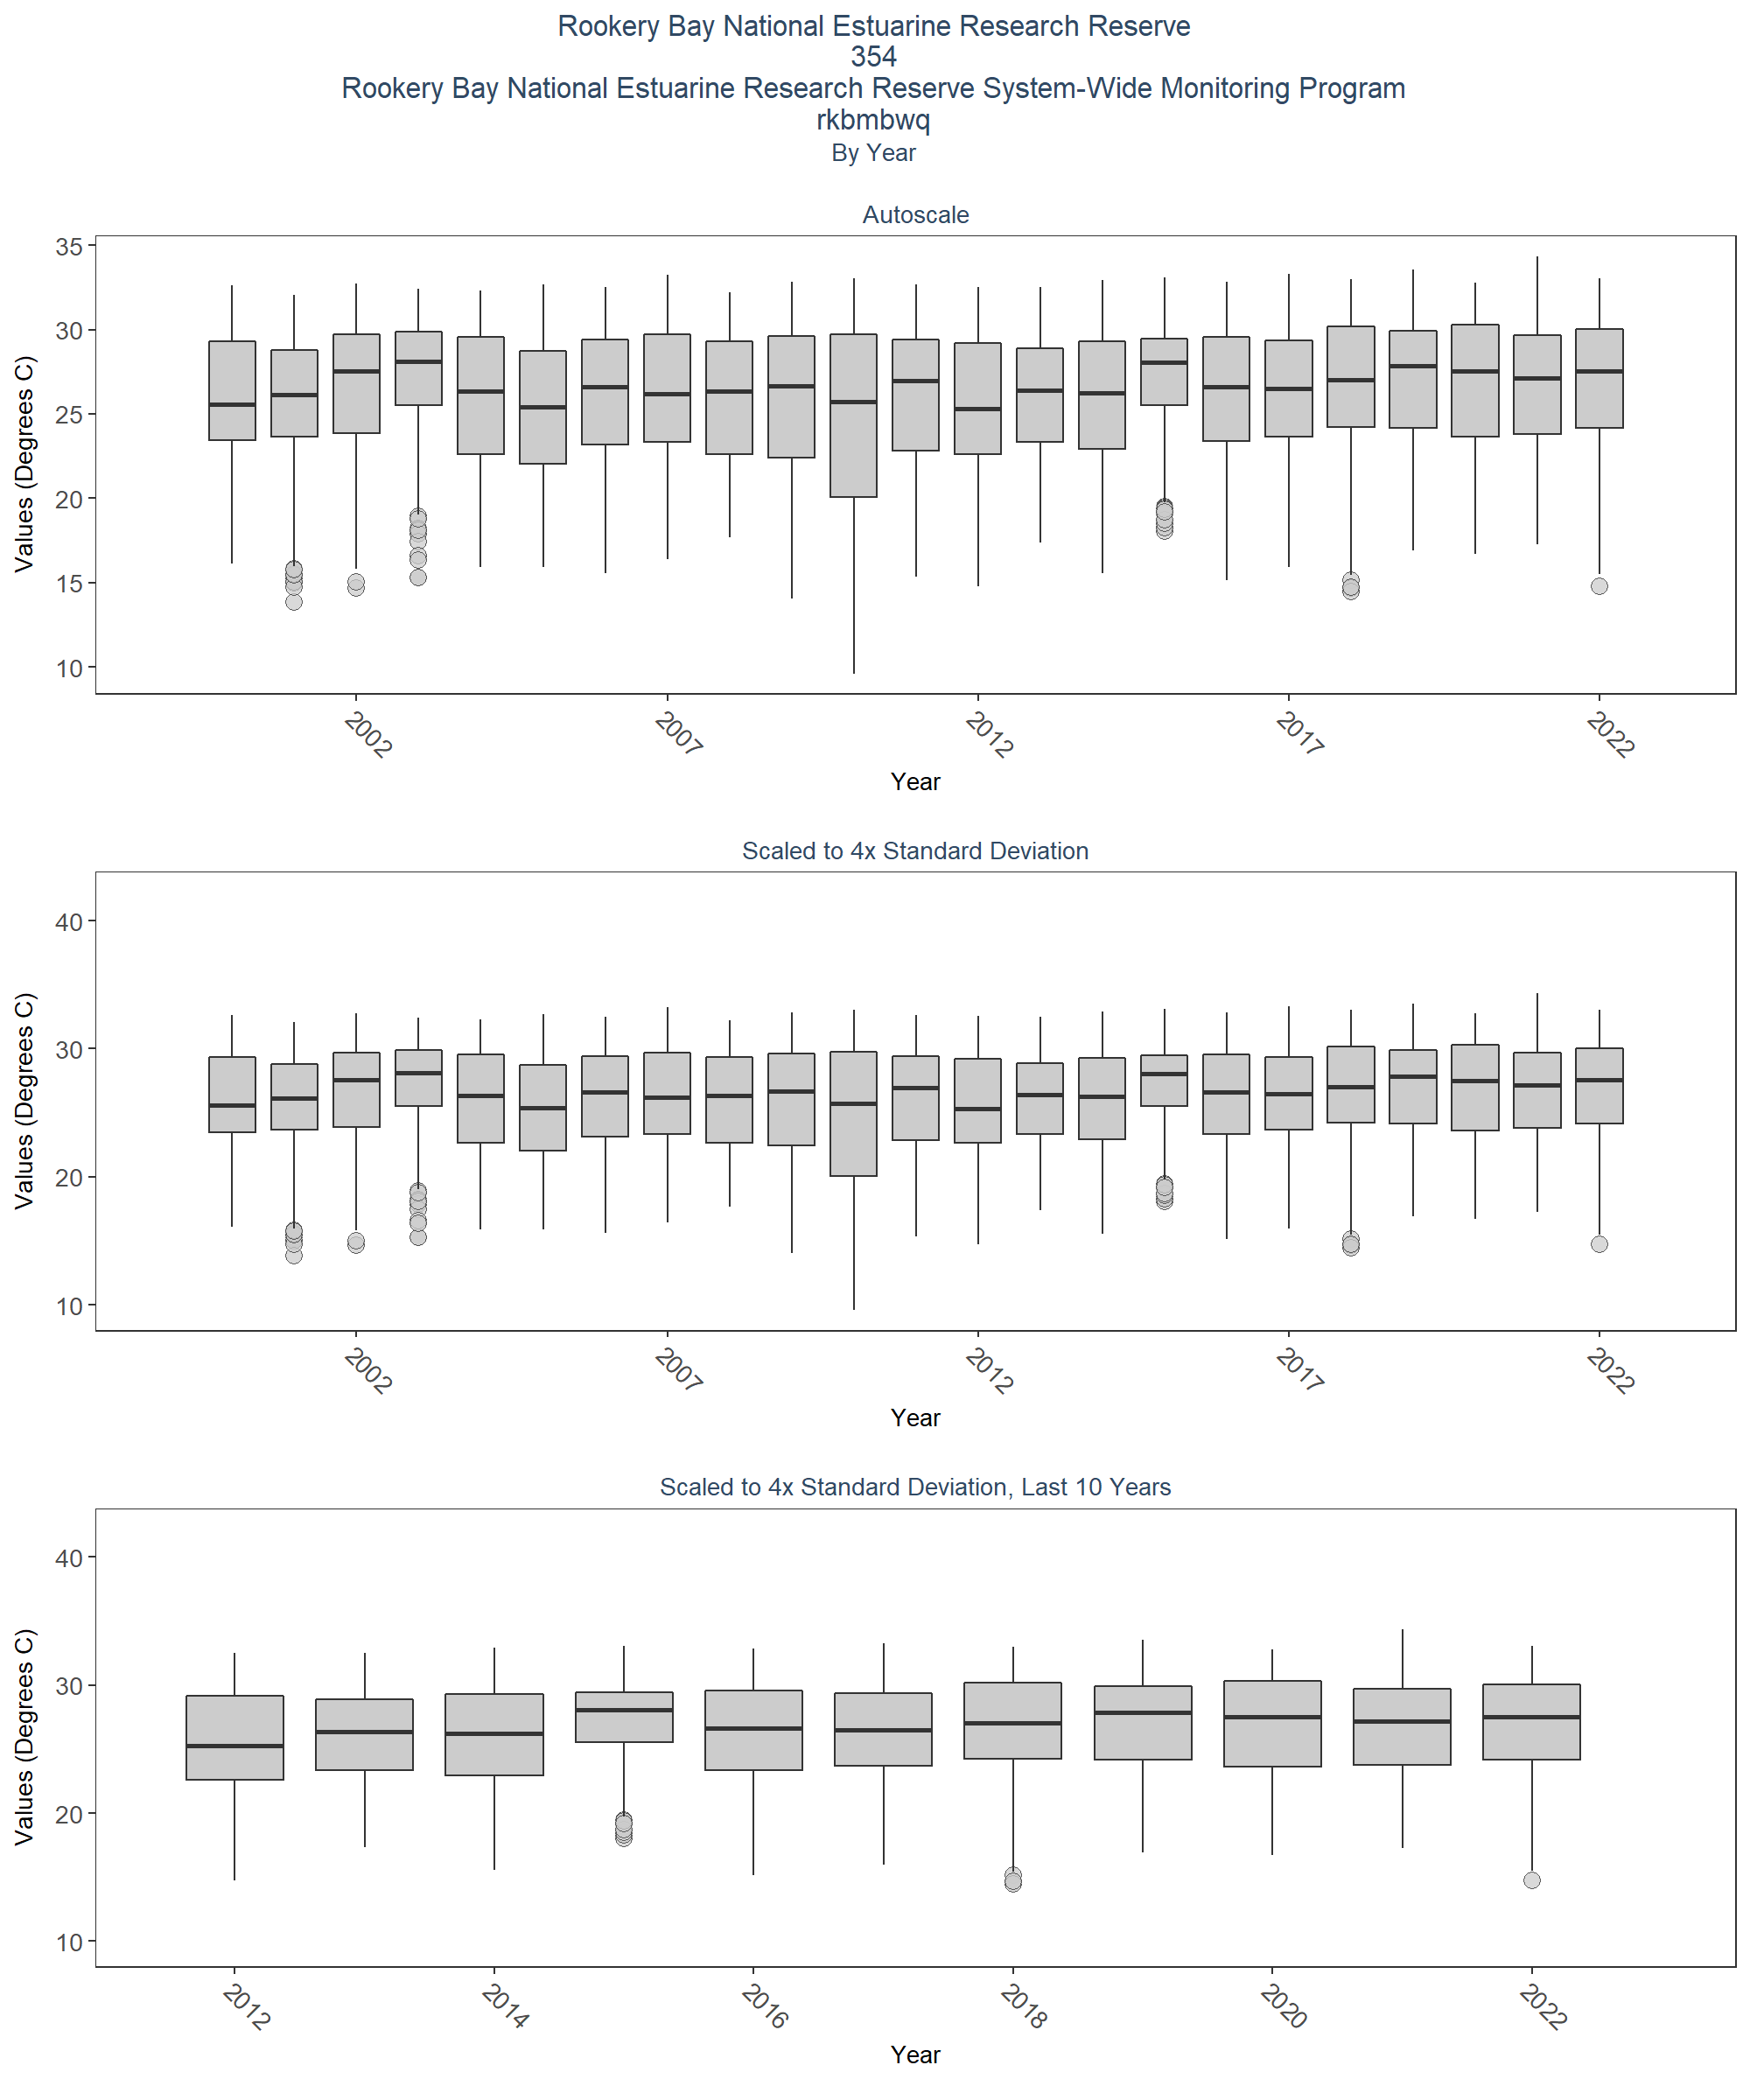 Rookery Bay National Estuarine Research Reserve
354
Rookery Bay National Estuarine Research Reserve System-Wide Monitoring Program
rkbmbwq
By Year
Autoscale
Values (Degrees C)
35
30
25
20
15
10
2002 2007 2012 2017 2022
Year
Scaled to 4x Standard Deviation
Values (Degrees C)
40
30
20
10
2002 2007 2012 2017 2022
Year
Scaled to 4x Standard Deviation, Last 10 Years
Values (Degrees C)
40
30
20
10
2012 2014 2016 2018 2020 2022
Year